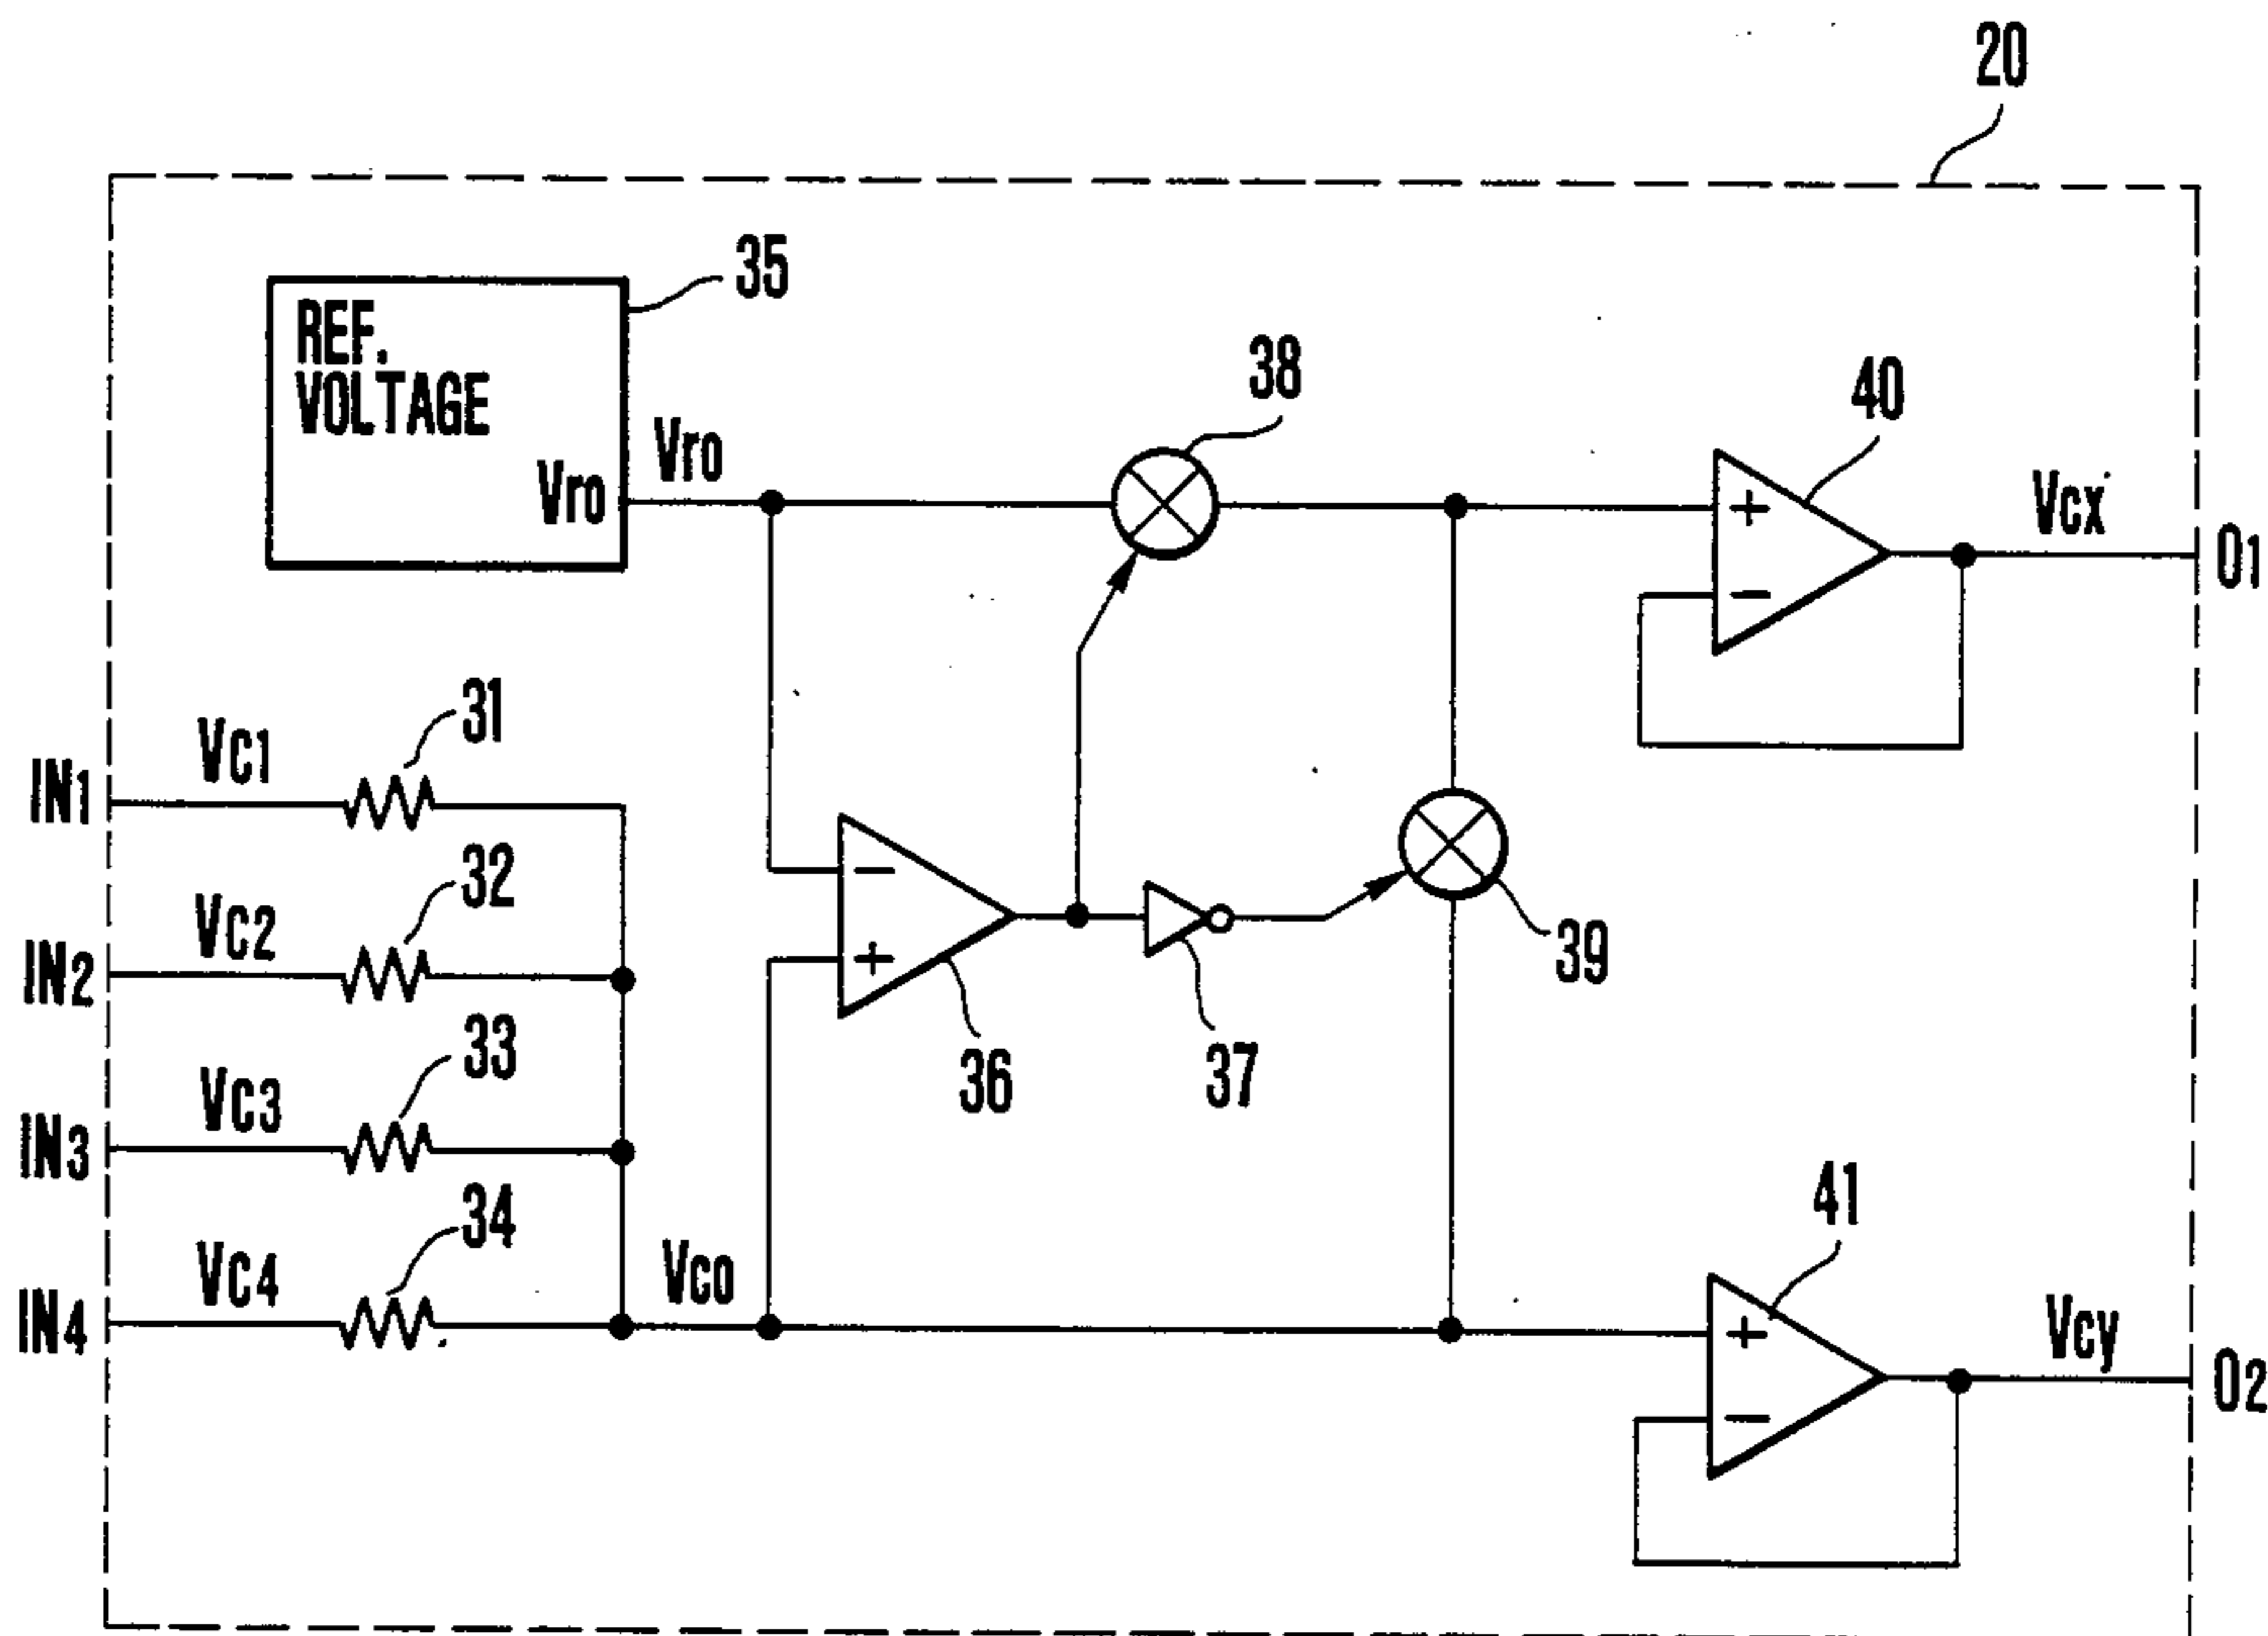 20
35
REF.
VOLTAGE
Vro
Vro
38
40
Vcx
O1
31
Vc1
IN1
32
Vc2
IN2
39
33
36
37
Vc3
IN3
34
41
Vc4
Vco
IN4
Vcy
O2
+
−
−
+
+
−